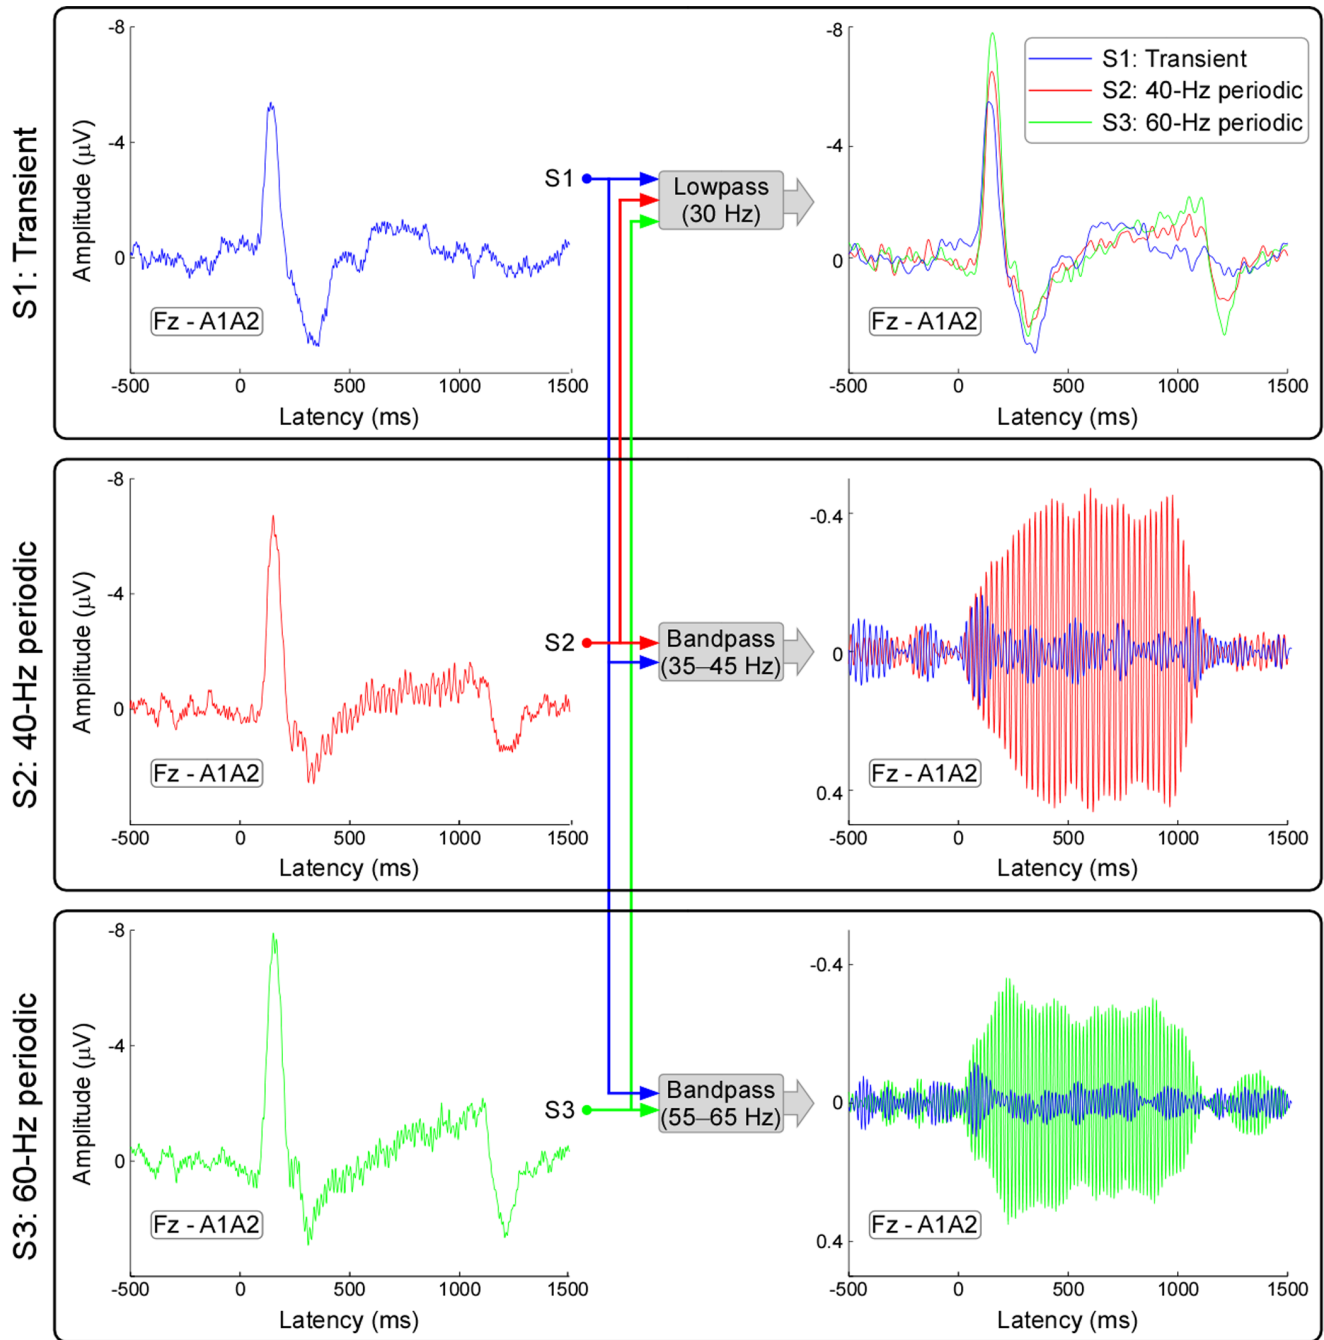 S1: Transient
Amplitude (µV)
-8
-4
0
Fz - A1A2
-500
0
500
1000
1500
Latency (ms)
S1
Lowpass
(30 Hz)
-8
-4
0
S1: Transient
S2: 40-Hz periodic
S3: 60-Hz periodic
Fz - A1A2
-500
0
500
1000
1500
Latency (ms)
S2: 40-Hz periodic
Amplitude (µV)
-8
-4
0
Fz - A1A2
-500
0
500
1000
1500
Latency (ms)
S2
Bandpass
(35–45 Hz)
-0.4
0
0.4
Fz - A1A2
-500
0
500
1000
1500
Latency (ms)
S3: 60-Hz periodic
Amplitude (µV)
-8
-4
0
Fz - A1A2
-500
0
500
1000
1500
Latency (ms)
S3
Bandpass
(55–65 Hz)
-0.4
0
0.4
Fz - A1A2
-500
0
500
1000
1500
Latency (ms)